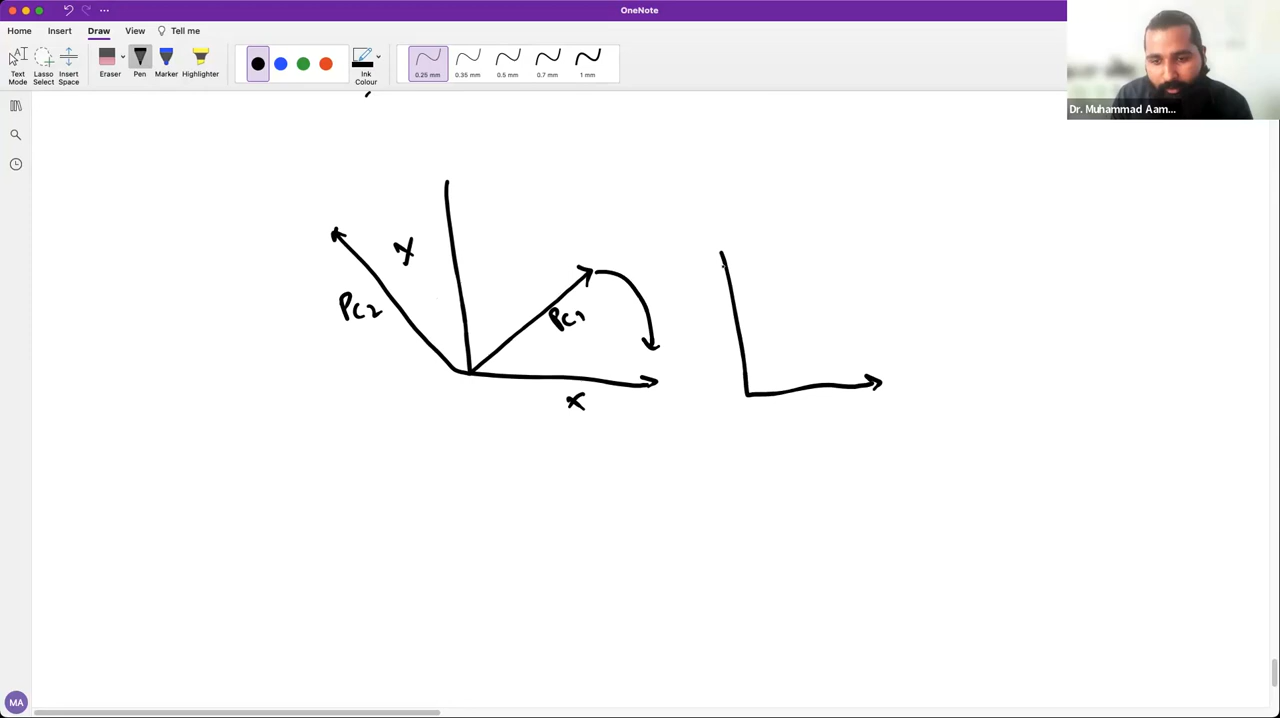 OneNote
Home Insert Draw View Tell me
Text Mode
Lasso Select
Insert Space
Eraser
Pen
Marker
Highlighter
0.25 mm
0.35 mm
0.5 mm
0.7 mm
1 mm
Ink Colour
Dr. Muhammad Aam...
Y
PC2
PC1
x
MA